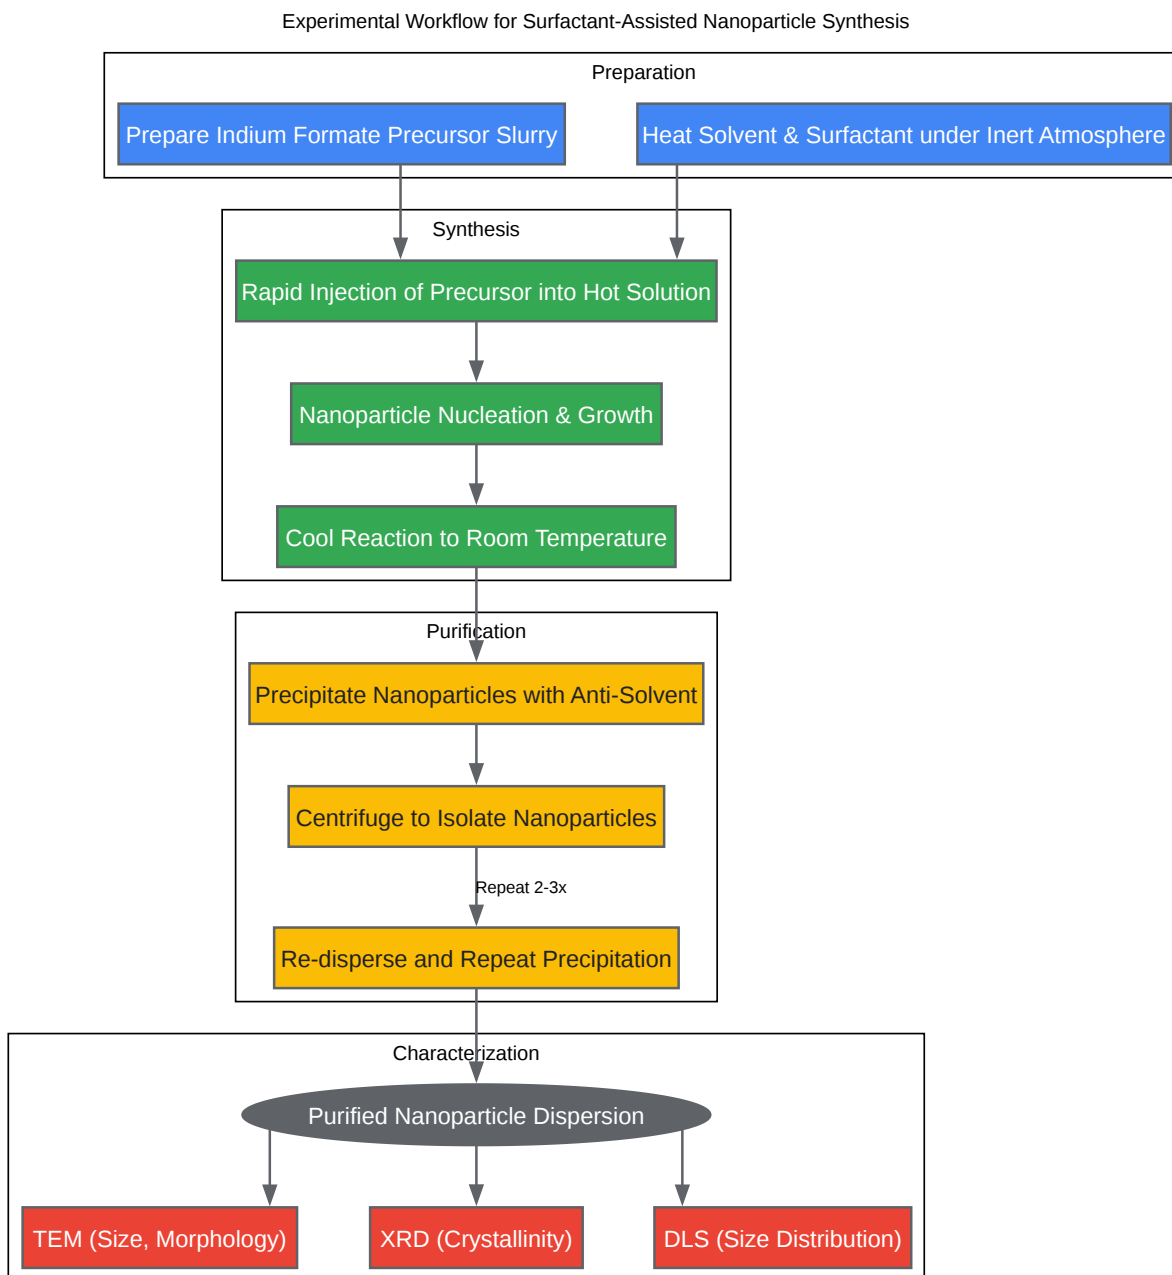 Experimental Workflow for Surfactant-Assisted Nanoparticle Synthesis
Preparation
Prepare Indium Formate Precursor Slurry
Heat Solvent & Surfactant under Inert Atmosphere
Synthesis
Rapid Injection of Precursor into Hot Solution
Nanoparticle Nucleation & Growth
Cool Reaction to Room Temperature
Purification
Precipitate Nanoparticles with Anti-Solvent
Centrifuge to Isolate Nanoparticles
Repeat 2-3x
Re-disperse and Repeat Precipitation
Characterization
Purified Nanoparticle Dispersion
TEM (Size, Morphology)
XRD (Crystallinity)
DLS (Size Distribution)